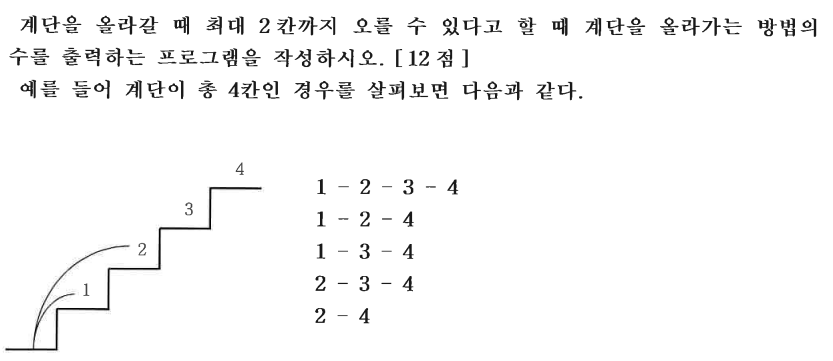 계단을 올라갈 때 최대 2칸까지 오를 수 있다고 할 때 계단을 올라가는 방법의
수를 출력하는 프로그램을 작성하시오. [12점]
예를 들어 계단이 총 4칸인 경우를 살펴보면 다음과 같다.
4
3
2
1
1 - 2 - 3 - 4
1 - 2 - 4
1 - 3 - 4
2 - 3 - 4
2 - 4